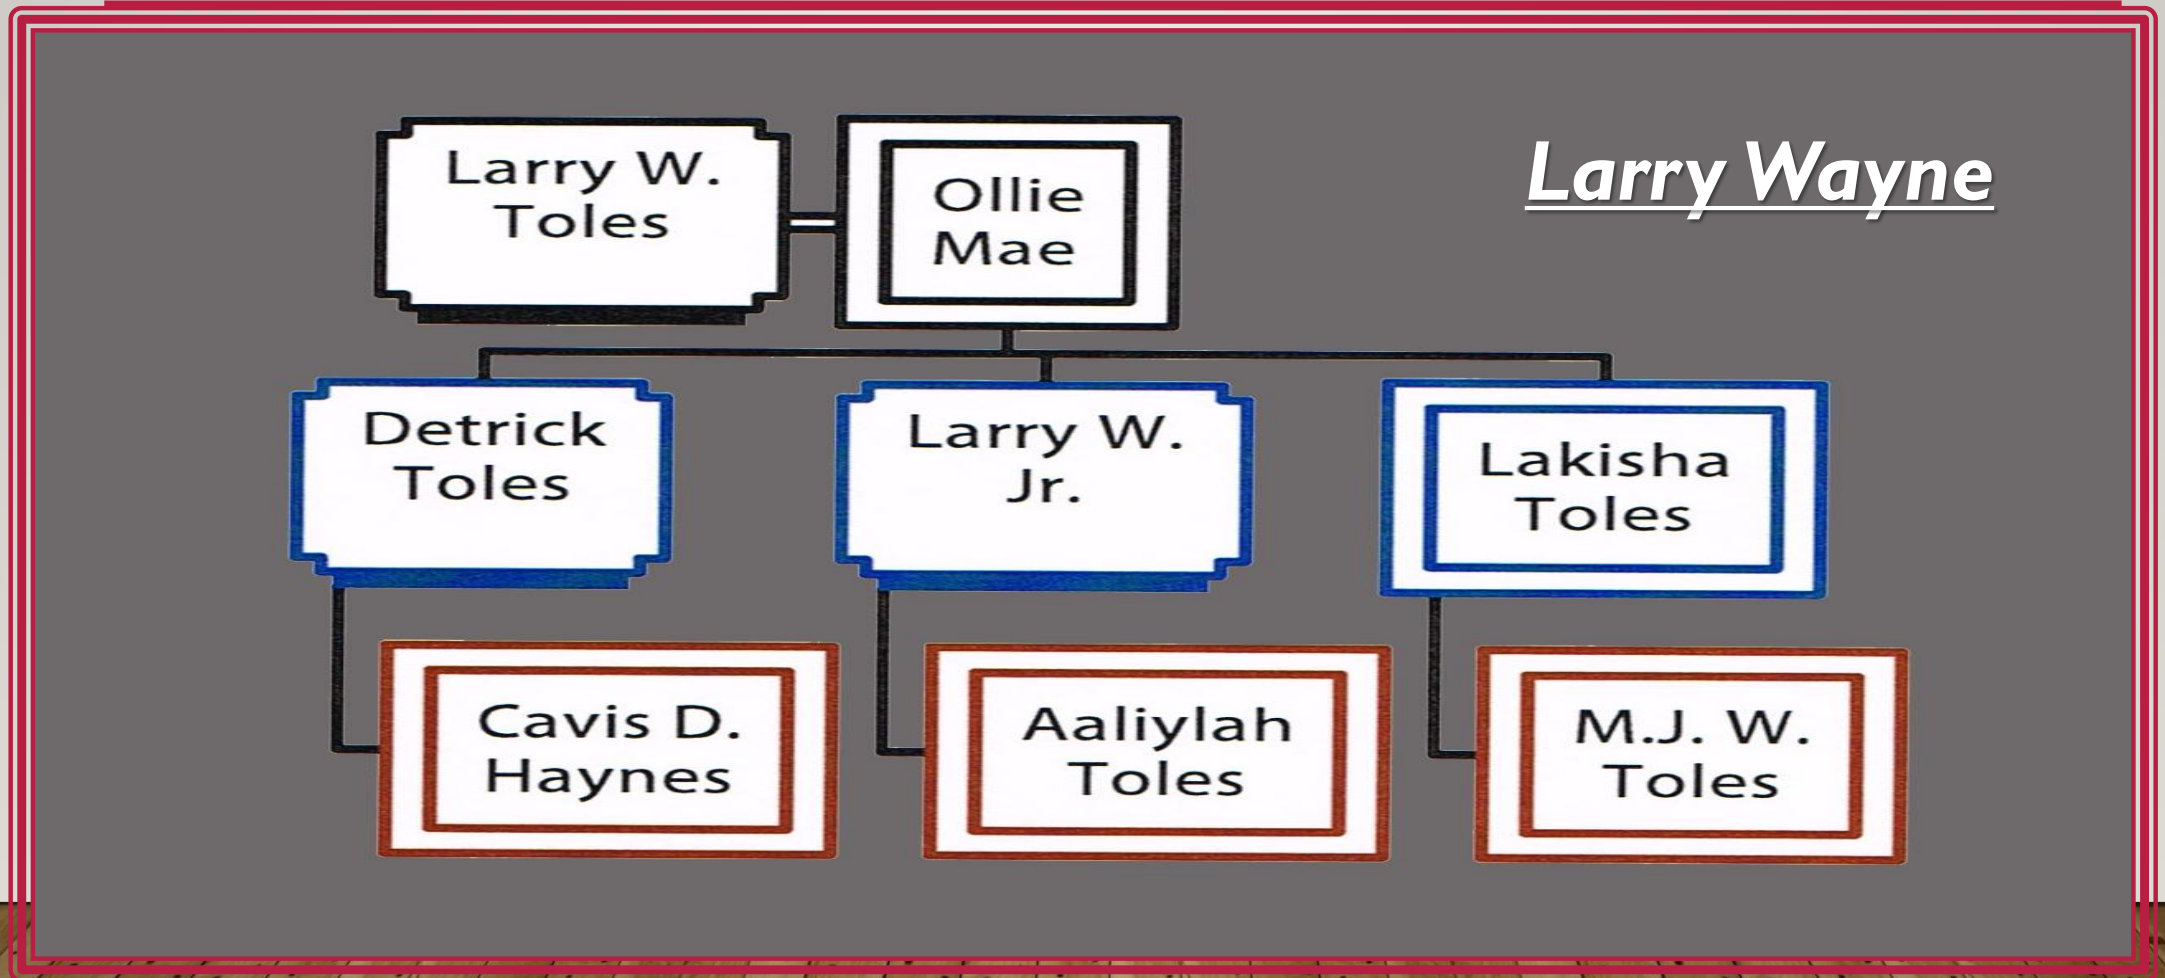 Larry Wayne
Larry W.
Toles
Ollie
Mae
Detrick
Toles
Larry W.
Jr.
Lakisha
Toles
Cavis D.
Haynes
Aaliylah
Toles
M.J. W.
Toles